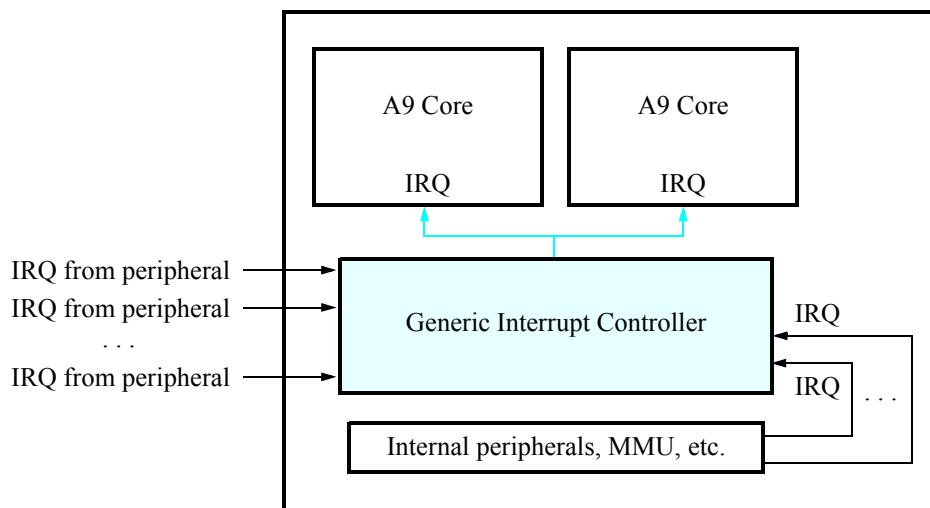 A9 Core
A9 Core
IRQ
IRQ
IRQ from peripheral
IRQ from peripheral
. . .
IRQ from peripheral
Generic Interrupt Controller
IRQ
IRQ
. . .
Internal peripherals, MMU, etc.